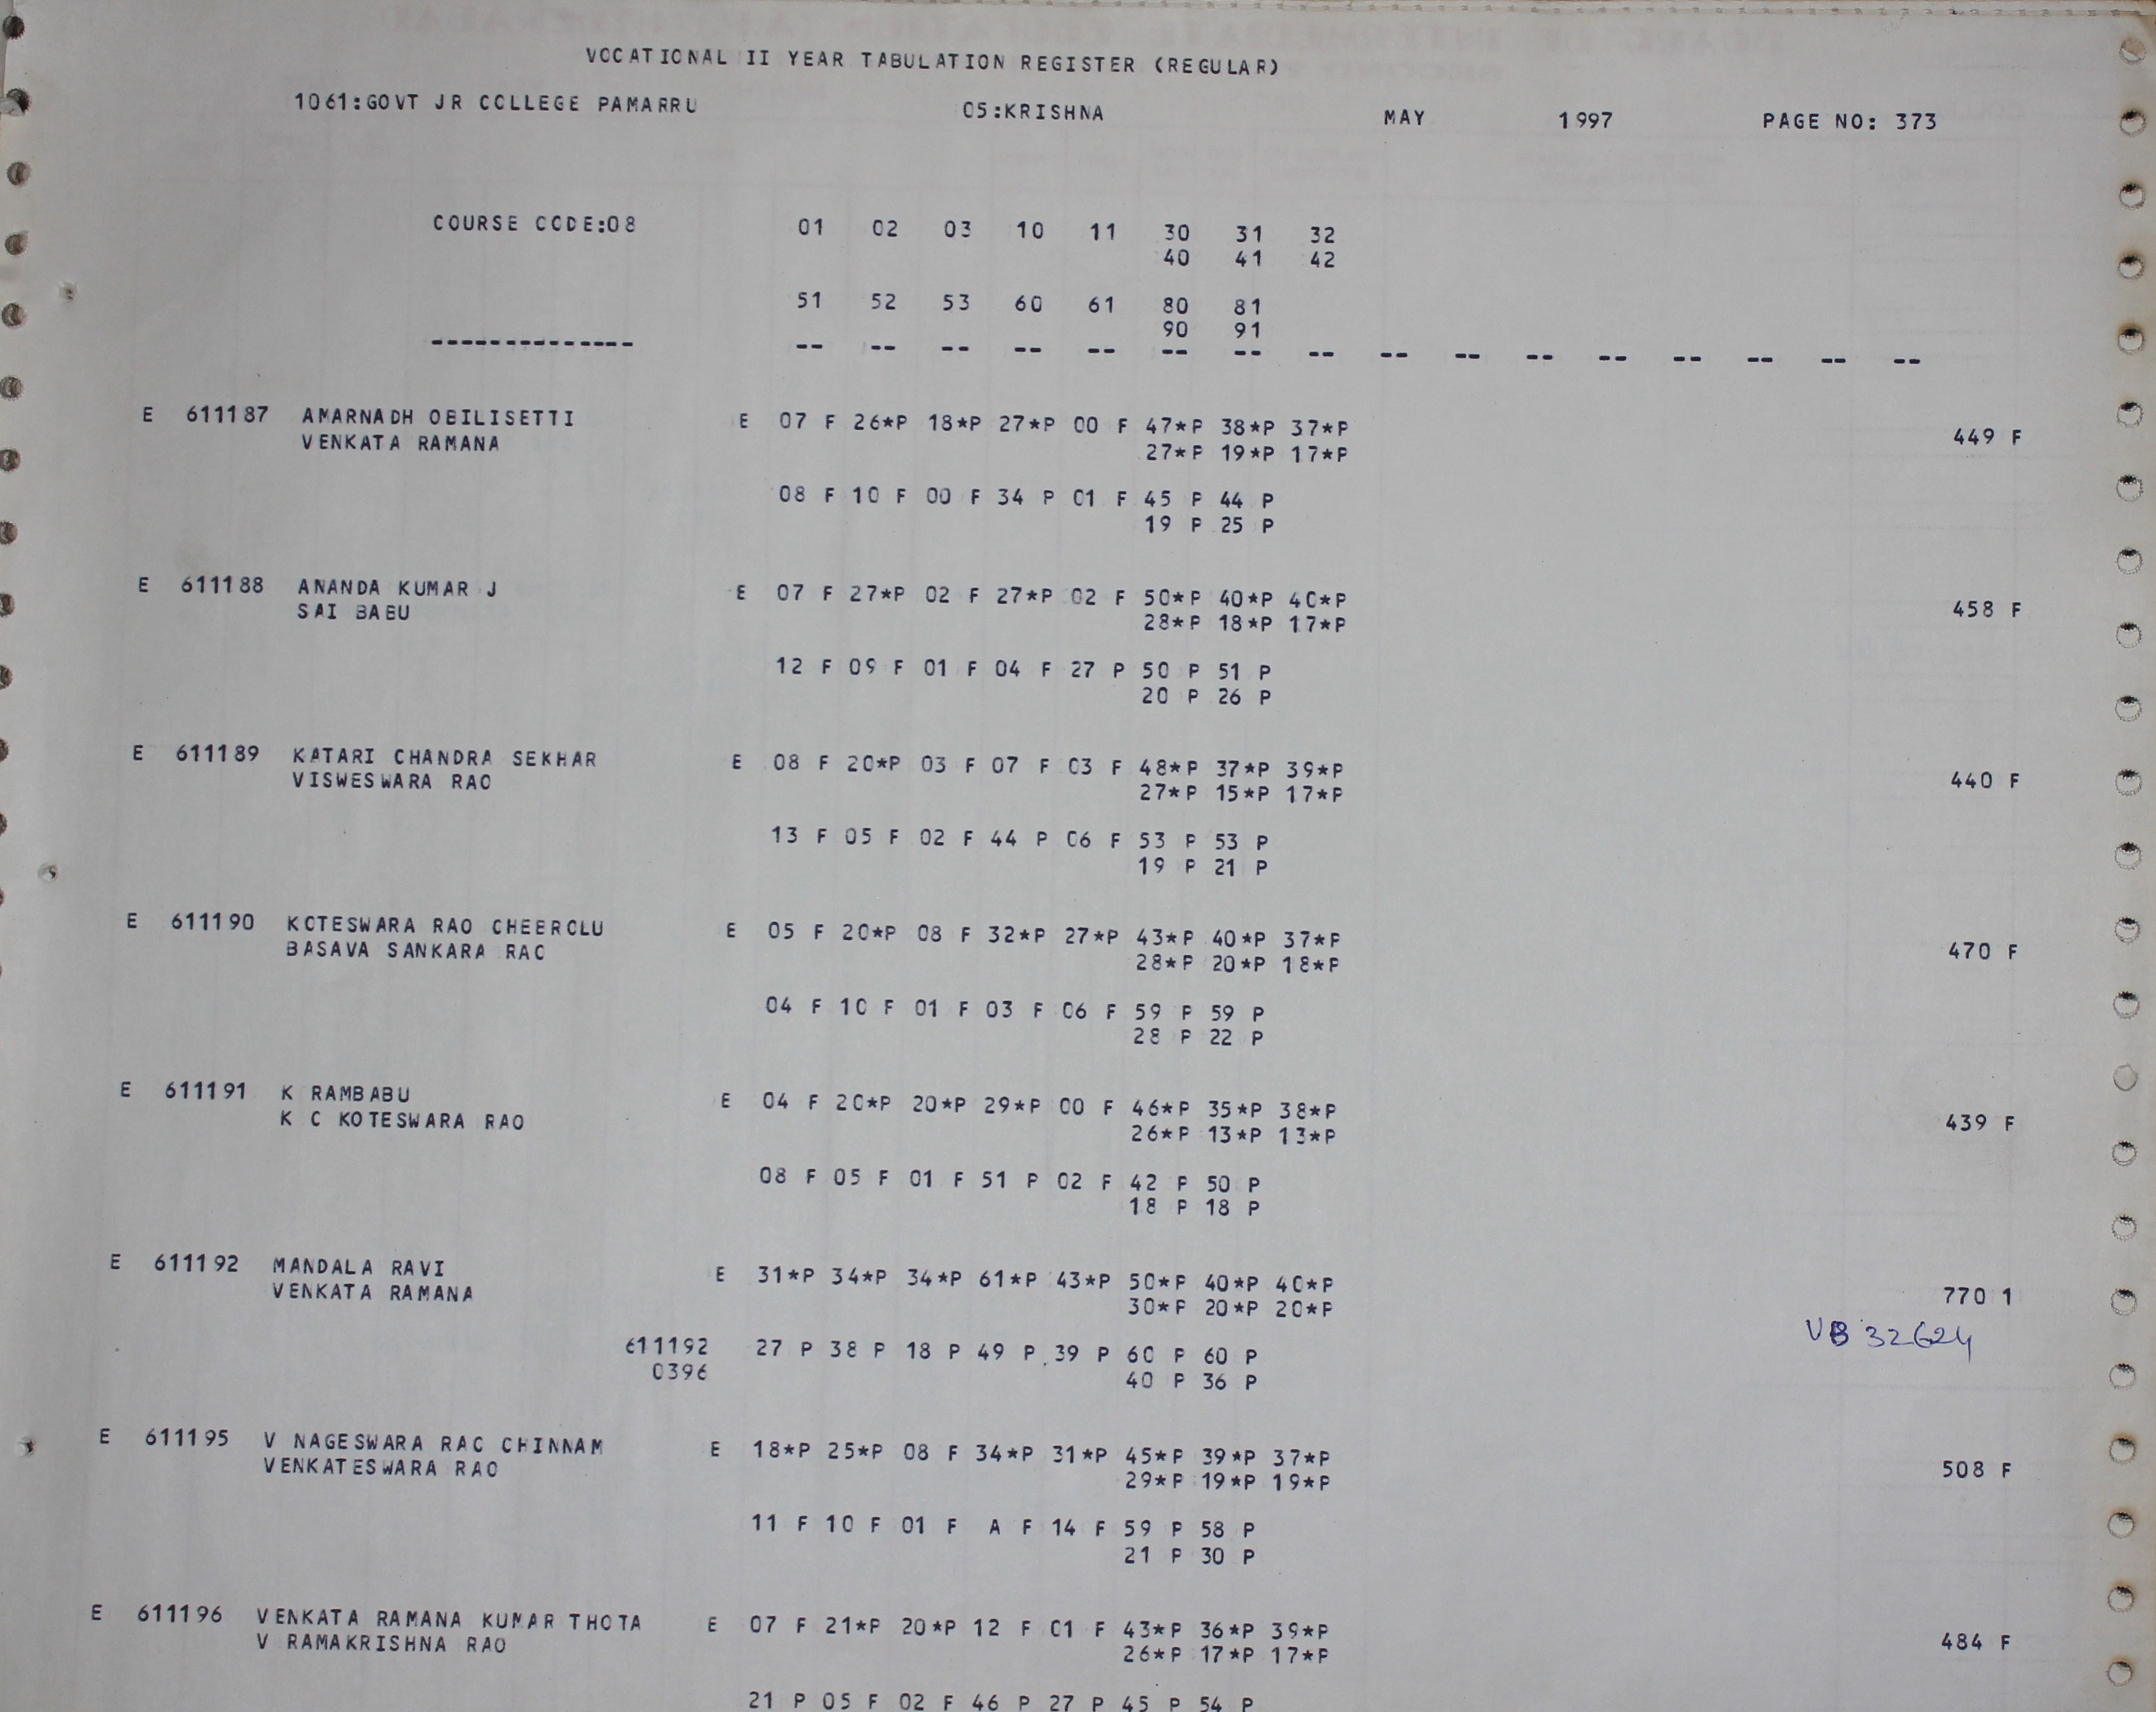 VOCATIONAL II YEAR TABULATION REGISTER (REGULAR)
1061:GOVT JR COLLEGE PAMARRU 05:KRISHNA MAY 1997 PAGE NO: 373
COURSE CODE:08 01 02 03 10 11 30 31 32
40 41 42
51 52 53 60 61 80 81
90 91
-------------- -- -- -- -- -- -- -- -- -- -- -- -- -- -- -- --
E 611187 AMARNADH OBILISETTI E 07 F 26*P 18*P 27*P 00 F 47*P 38*P 37*P
VENKATA RAMANA 27*P 19*P 17*P 449 F
08 F 10 F 00 F 34 P 01 F 45 P 44 P
19 P 25 P
E 611188 ANANDA KUMAR J E 07 F 27*P 02 F 27*P 02 F 50*P 40*P 40*P
SAI BABU 28*P 18*P 17*P 458 F
12 F 09 F 01 F 04 F 27 P 50 P 51 P
20 P 26 P
E 611189 KATARI CHANDRA SEKHAR E 08 F 20*P 03 F 07 F 03 F 48*P 37*P 39*P
VISWESWARA RAO 27*P 15*P 17*P 440 F
13 F 05 F 02 F 44 P 06 F 53 P 53 P
19 P 21 P
E 611190 KOTESWARA RAO CHEEROLU E 05 F 20*P 08 F 32*P 27*P 43*P 40*P 37*P
BASAVA SANKARA RAO 28*P 20*P 18*P 470 F
04 F 10 F 01 F 03 F 06 F 59 P 59 P
28 P 22 P
E 611191 K RAMBABU E 04 F 20*P 20*P 29*P 00 F 46*P 35*P 38*P
K C KOTESWARA RAO 26*P 13*P 13*P 439 F
08 F 05 F 01 F 51 P 02 F 42 P 50 P
18 P 18 P
E 611192 MANDALA RAVI E 31*P 34*P 34*P 61*P 43*P 50*P 40*P 40*P
VENKATA RAMANA 30*P 20*P 20*P 770 1
VB 32624
611192 27 P 38 P 18 P 49 P 39 P 60 P 60 P
0396 40 P 36 P
E 611195 V NAGESWARA RAO CHINNAM E 18*P 25*P 08 F 34*P 31*P 45*P 39*P 37*P
VENKATESWARA RAO 29*P 19*P 19*P 508 F
11 F 10 F 01 F A F 14 F 59 P 58 P
21 P 30 P
E 611196 VENKATA RAMANA KUMAR THOTA E 07 F 21*P 20*P 12 F 01 F 43*P 36*P 39*P
V RAMAKRISHNA RAO 26*P 17*P 17*P 484 F
21 P 05 F 02 F 46 P 27 P 45 P 54 P